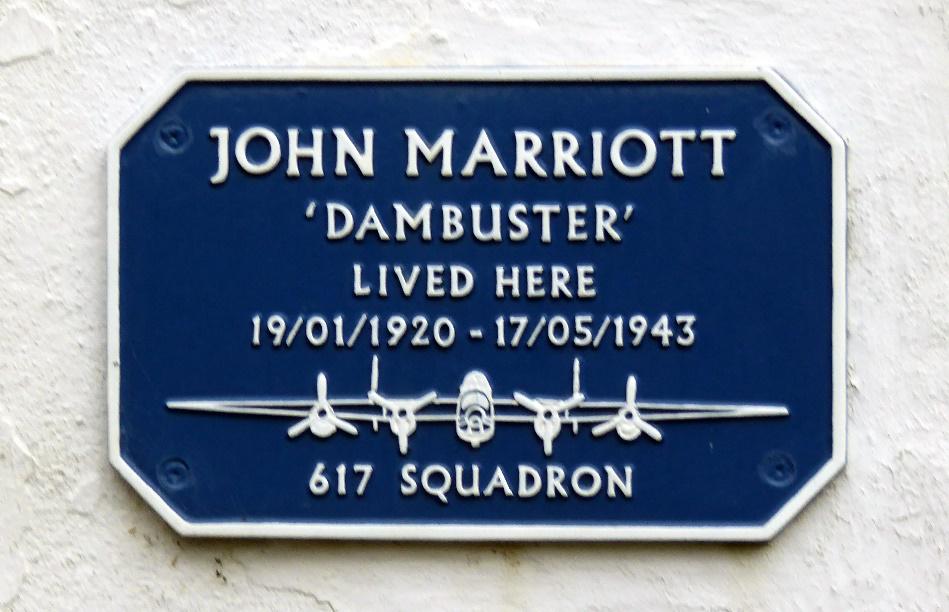 JOHN MARRIOTT
‘DAMBUSTER’
LIVED HERE
19/01/1920 - 17/05/1943
617 SQUADRON